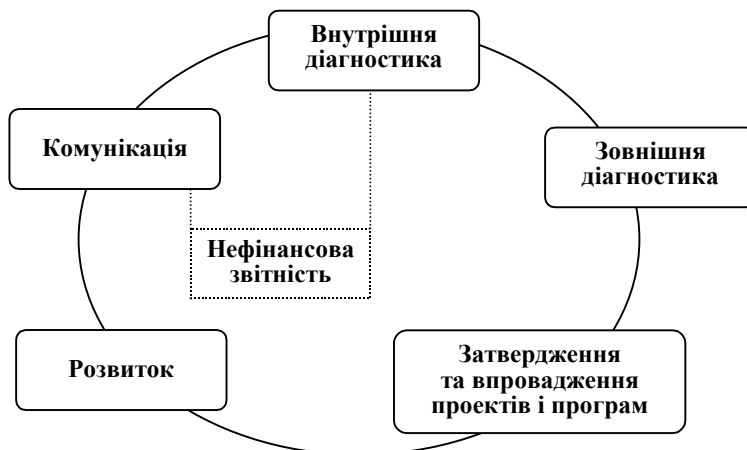 Внутрішня
діагностика
Комунікація
Зовнішня
діагностика
Нефінансова
звітність
Розвиток
Затвердження
та впровадження
проектів і програм